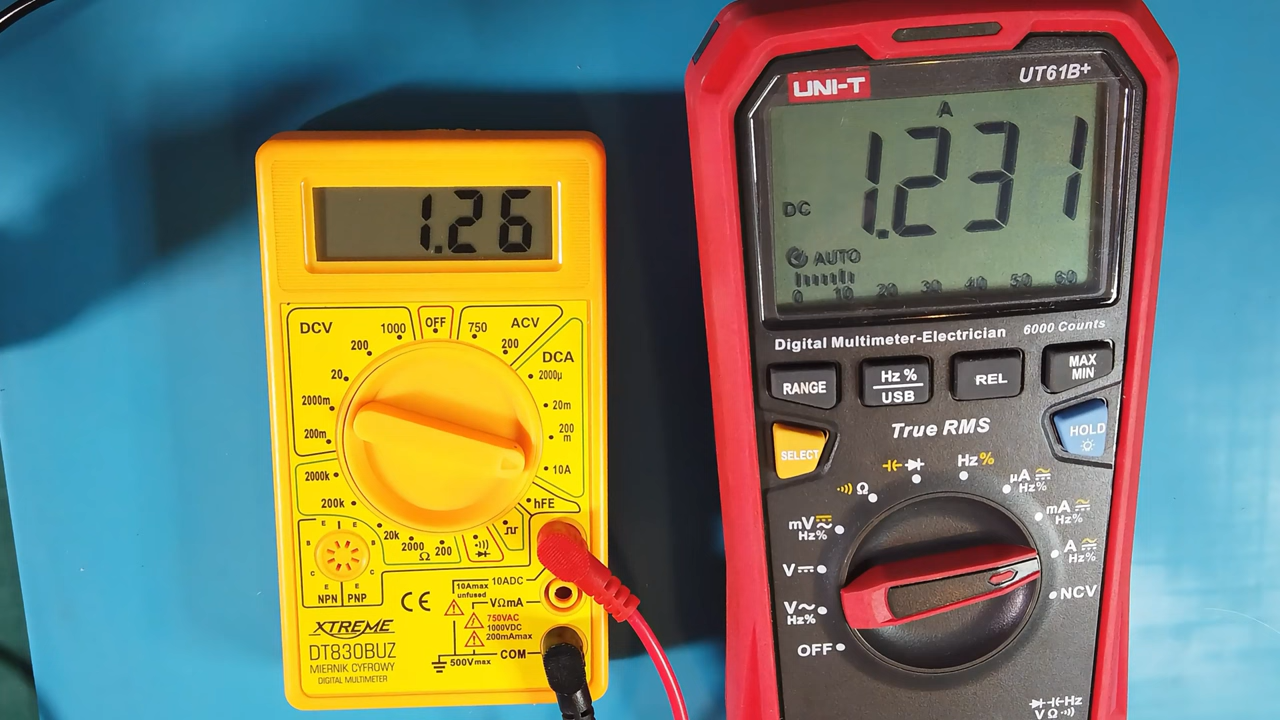 1.26
DCV
1000
OFF
750
ACV
200
200
DCA
20
2000µ
2000m
20m
200m
200
m
2000k
10A
200k
hFE
20k
2000
Ω
200
E E
B B
C C
E E
NPN PNP
CE
10Amax
unfused
10ADC
VΩmA
750VAC
1000VDC
200mAmax
500Vmax
COM
XTREME
DT830BUZ
MIERNIK CYFROWY
DIGITAL MULTIMETER
UNI-T
UT61B+
A
DC
1.231
AUTO
0 10 20 30 40 50 60
Digital Multimeter-Electrician 6000 Counts
RANGE
Hz %
USB
REL
MAX
MIN
SELECT
True RMS
HOLD
Ω
Hz%
µA
Hz%
mV
Hz%
mA
Hz%
V
A
Hz%
V~
Hz%
NCV
OFF
Hz
V Ω